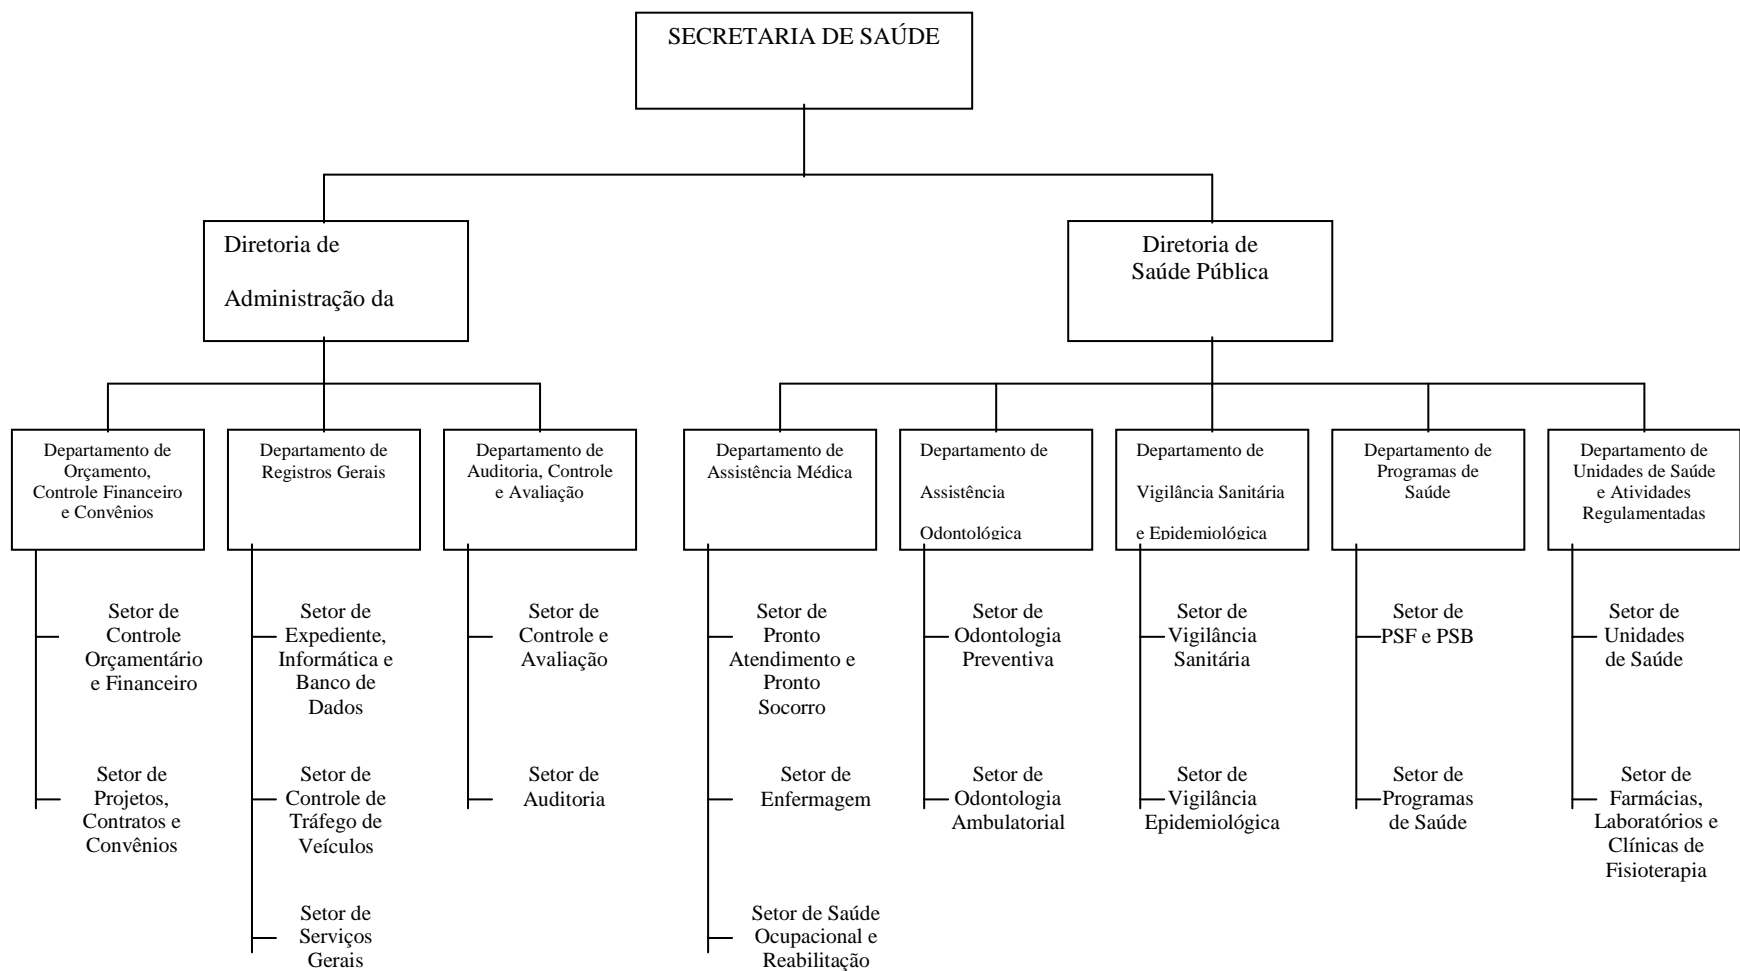 SECRETARIA DE SAÚDE
Diretoria de
Administração da
Diretoria de
Saúde Pública
Departamento de
Orçamento,
Controle Financeiro
e Convênios
Departamento de
Registros Gerais
Departamento de
Auditoria, Controle
e Avaliação
Departamento de
Assistência Médica
Departamento de
Assistência
Odontológica
Departamento de
Vigilância Sanitária
e Epidemiológica
Departamento de
Programas de
Saúde
Departamento de
Unidades de Saúde
e Atividades
Regulamentadas
Setor de
Controle
Orçamentário
e Financeiro
Setor de
Expediente,
Informática e
Banco de
Dados
Setor de
Controle e
Avaliação
Setor de
Pronto
Atendimento e
Pronto
Socorro
Setor de
Odontologia
Preventiva
Setor de
Vigilância
Sanitária
Setor de
PSF e PSB
Setor de
Unidades
de Saúde
Setor de
Projetos,
Contratos e
Convênios
Setor de
Controle de
Tráfego de
Veículos
Setor de
Auditoria
Setor de
Enfermagem
Setor de
Odontologia
Ambulatorial
Setor de
Vigilância
Epidemiológica
Setor de
Programas
de Saúde
Setor de
Farmácias,
Laboratórios e
Clínicas de
Fisioterapia
Setor de
Serviços
Gerais
Setor de Saúde
Ocupacional e
Reabilitação